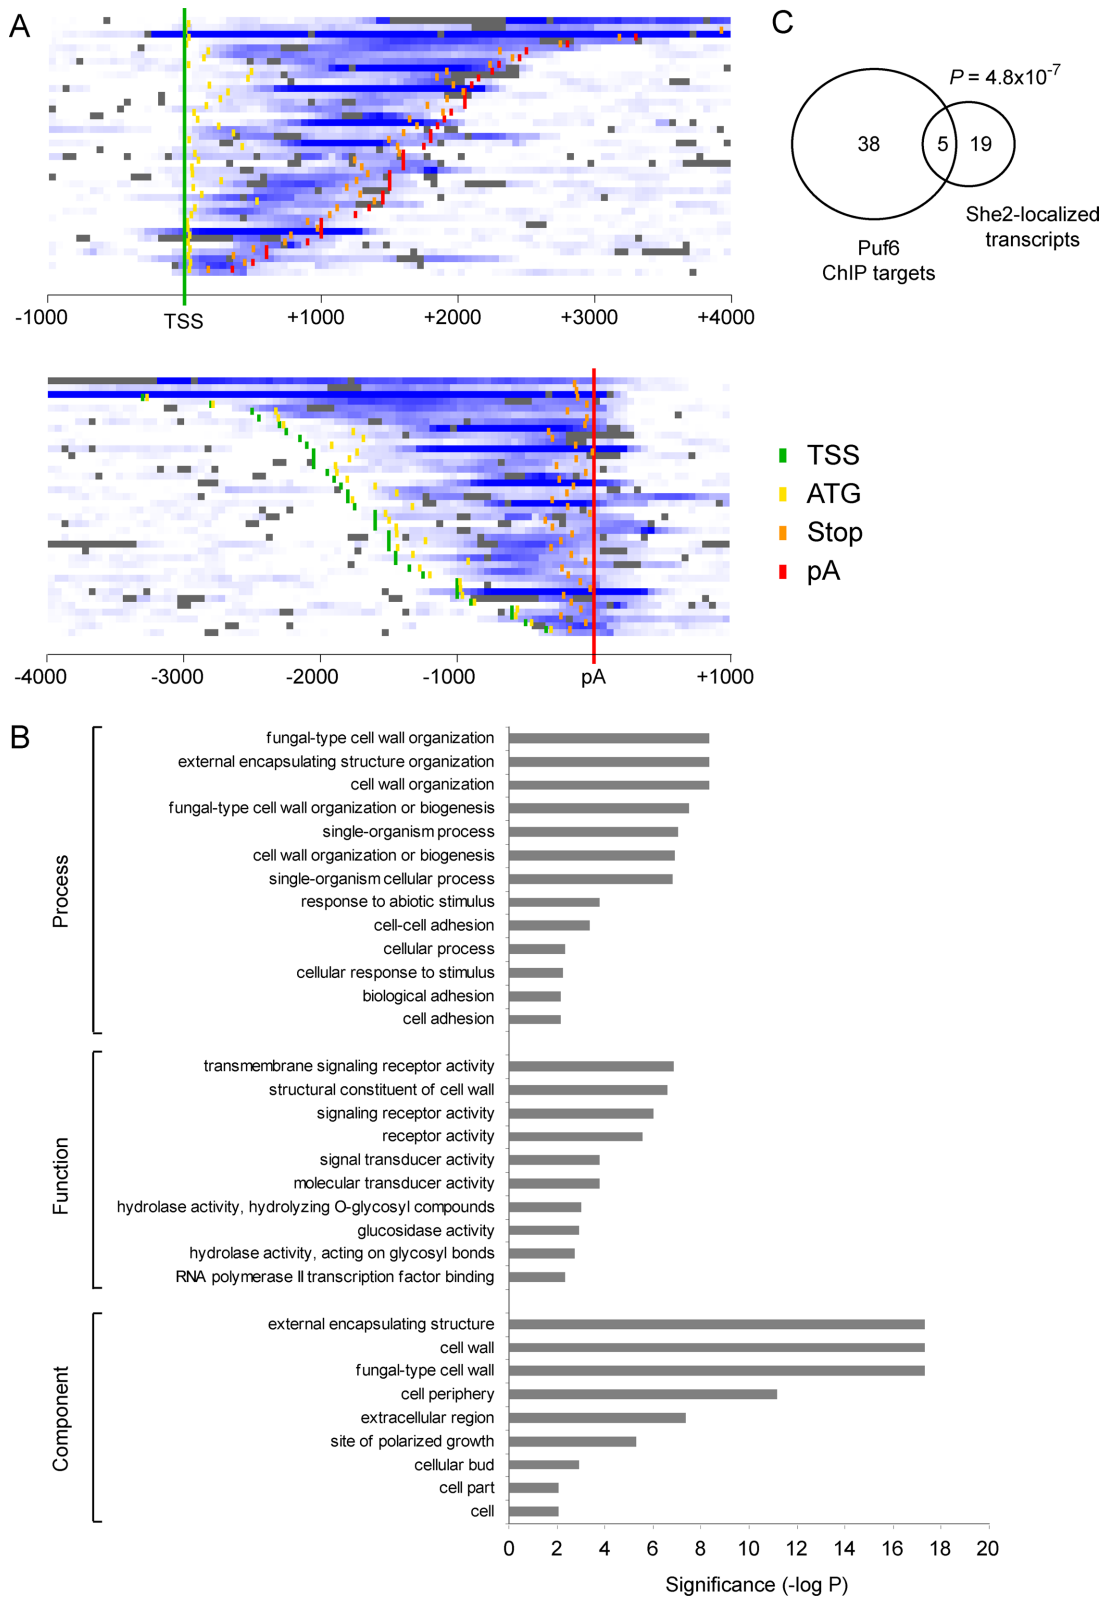 A
-1000
TSS
+1000
+2000
+3000
+4000
-4000
-3000
-2000
-1000
pA
+1000
TSS
ATG
Stop
pA
C
P = 4.8x10-7
38
5
19
She2-localized
transcripts
Puf6
ChIP targets
B
Process
fungal-type cell wall organization
external encapsulating structure organization
cell wall organization
fungal-type cell wall organization or biogenesis
single-organism process
cell wall organization or biogenesis
single-organism cellular process
response to abiotic stimulus
cell-cell adhesion
cellular process
cellular response to stimulus
biological adhesion
cell adhesion
Function
transmembrane signaling receptor activity
structural constituent of cell wall
signaling receptor activity
receptor activity
signal transducer activity
molecular transducer activity
hydrolase activity, hydrolyzing O-glycosyl compounds
glucosidase activity
hydrolase activity, acting on glycosyl bonds
RNA polymerase II transcription factor binding
Component
external encapsulating structure
cell wall
fungal-type cell wall
cell periphery
extracellular region
site of polarized growth
cellular bud
cell part
cell
0 2 4 6 8 10 12 14 16 18 20
Significance (-log P)